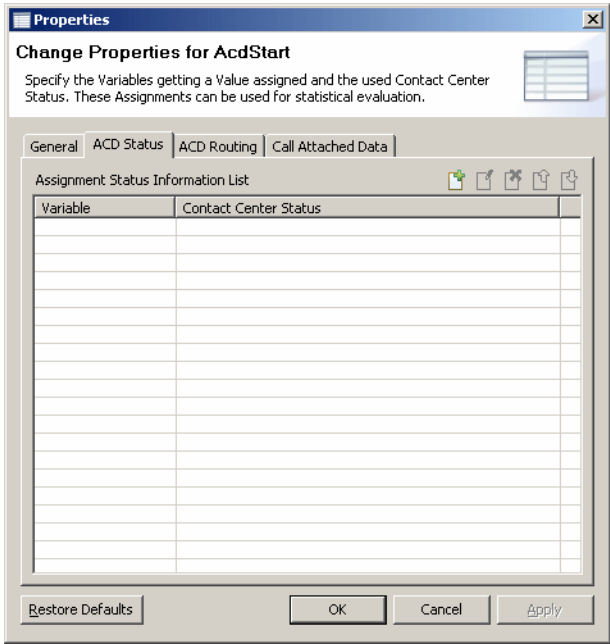 Properties
Change Properties for AcdStart
Specify the Variables getting a Value assigned and the used Contact Center
Status. These Assignments can be used for statistical evaluation.
General ACD Status ACD Routing Call Attached Data
Assignment Status Information List
Variable Contact Center Status
Restore Defaults OK Cancel Apply